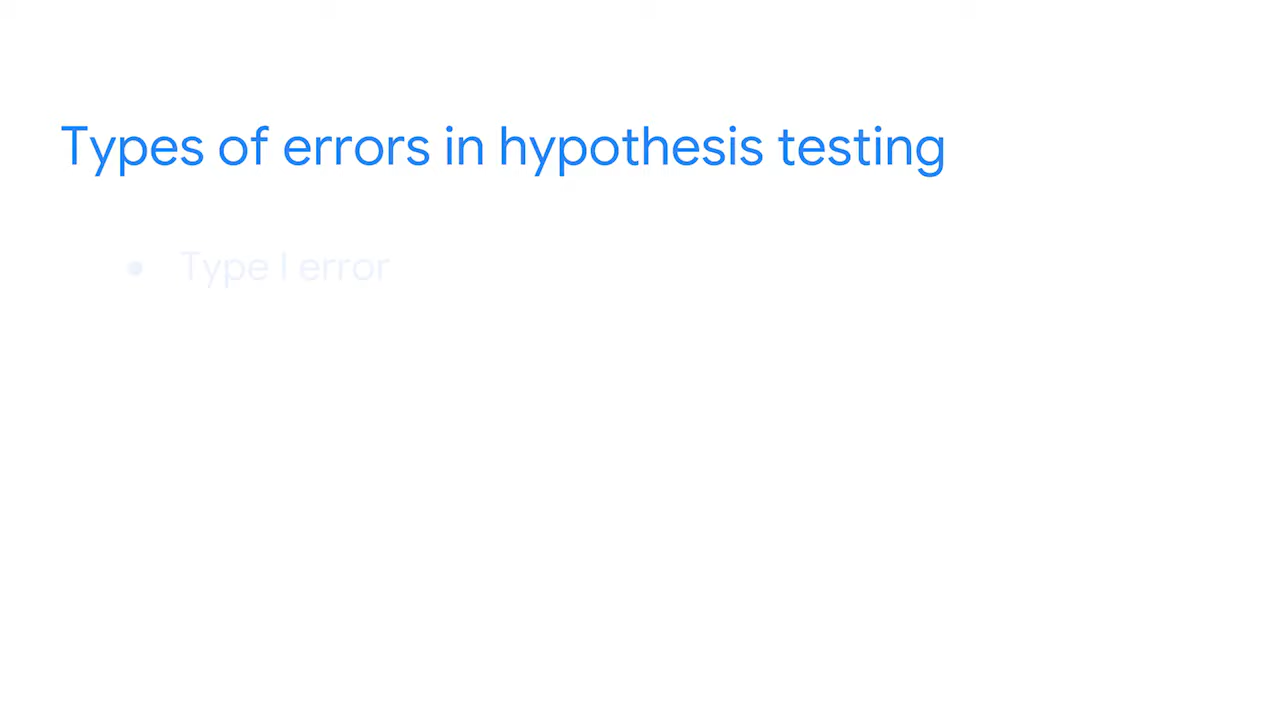 Types of errors in hypothesis testing
• Type I error